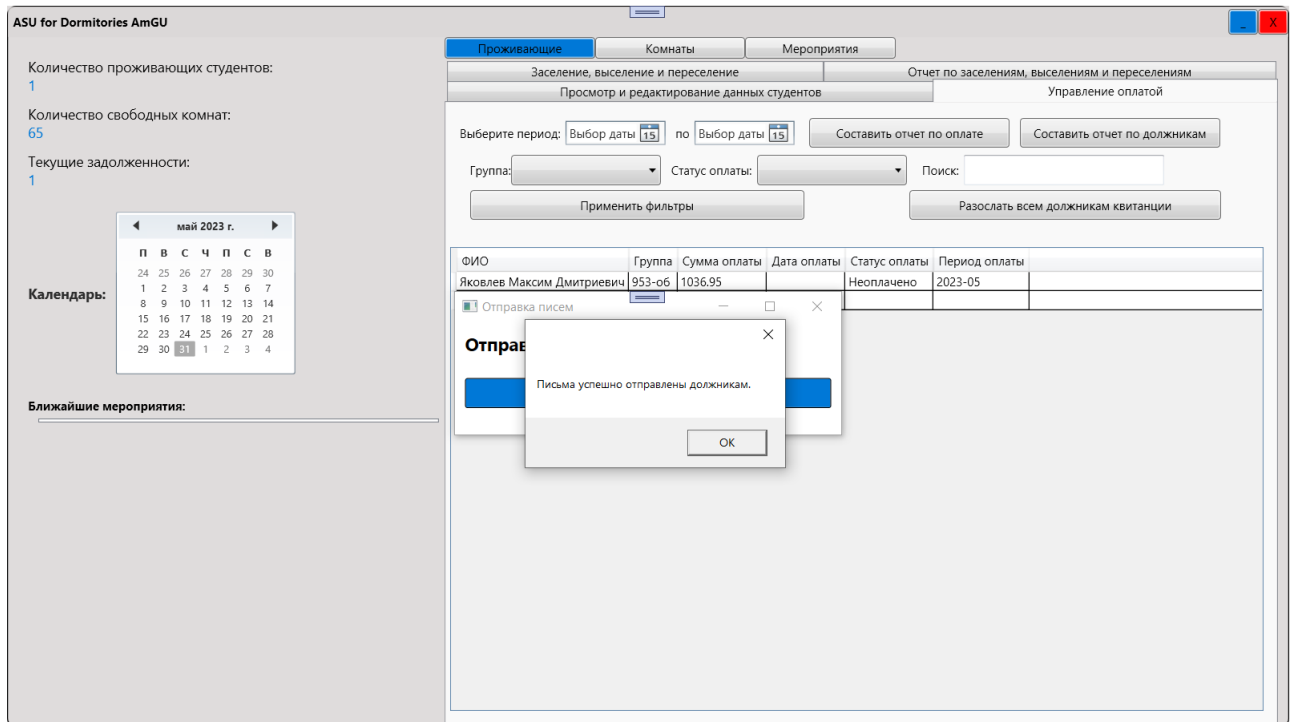 ASU for Dormitories AmGU
_ X
Количество проживающих студентов:
1
Количество свободных комнат:
65
Текущие задолженности:
1
Календарь:
май 2023 г.
П В С Ч П С В
24 25 26 27 28 29 30
1 2 3 4 5 6 7
8 9 10 11 12 13 14
15 16 17 18 19 20 21
22 23 24 25 26 27 28
29 30 31 1 2 3 4
Ближайшие мероприятия:
Проживающие Комнаты Мероприятия
Заселение, выселение и переселение Отчет по заселениям, выселениям и переселениям
Просмотр и редактирование данных студентов Управление оплатой
Выберите период: Выбор даты 15 по Выбор даты 15 Составить отчет по оплате Составить отчет по должникам
Группа: Статус оплаты: Поиск:
Применить фильтры Разослать всем должникам квитанции
ФИО Группа Сумма оплаты Дата оплаты Статус оплаты Период оплаты
Яковлев Максим Дмитриевич 953-об 1036.95 Неоплачено 2023-05
Отправка писем
Письма успешно отправлены должникам.
ОК